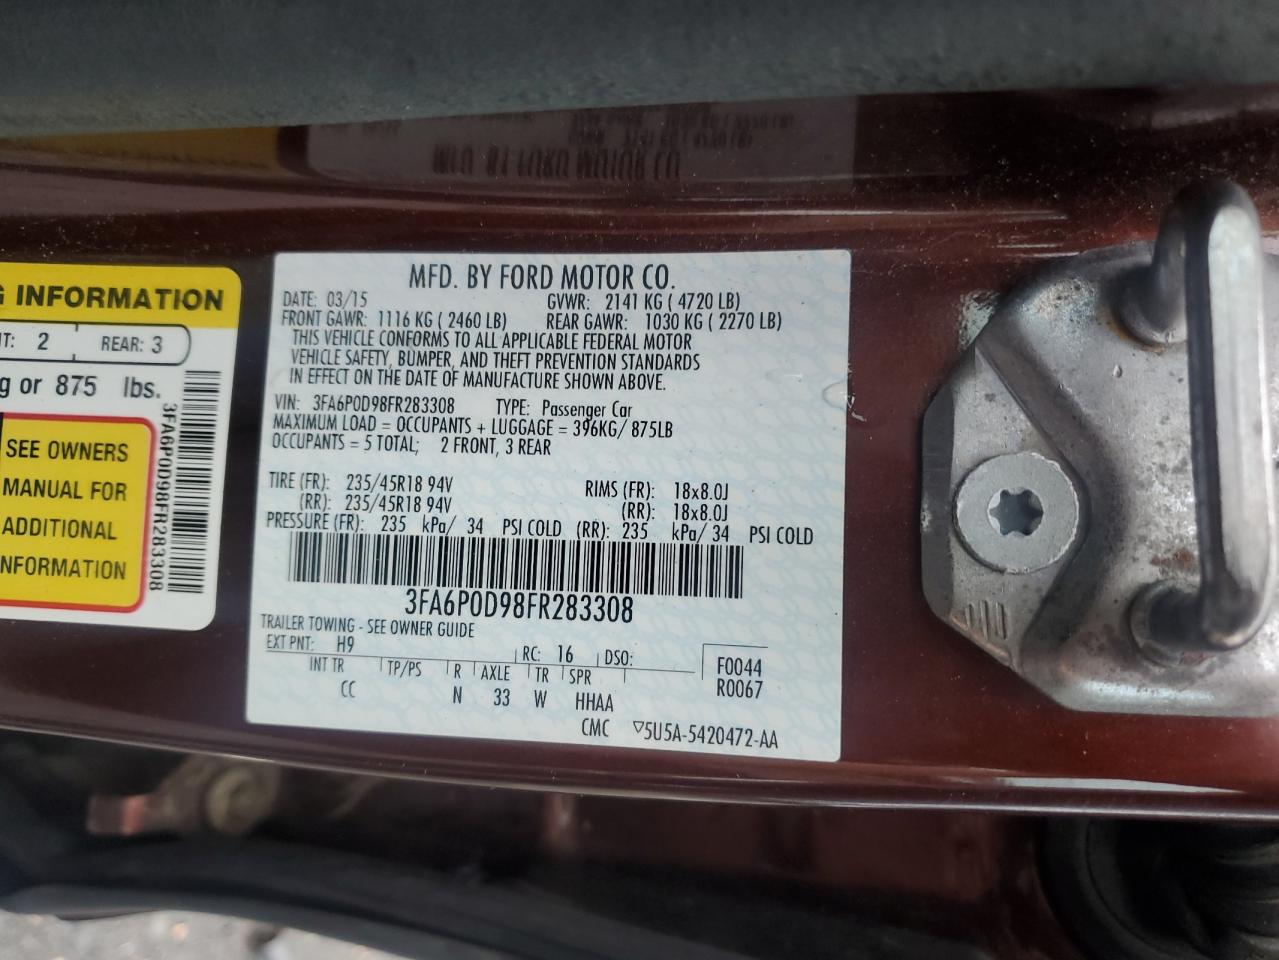 G INFORMATION
T: 2 REAR: 3
g or 875 lbs.
SEE OWNERS
MANUAL FOR
ADDITIONAL
NFORMATION
3FA6P0D98FR283308
MFD. BY FORD MOTOR CO.
DATE: 03/15 GVWR: 2141 KG ( 4720 LB)
FRONT GAWR: 1116 KG ( 2460 LB) REAR GAWR: 1030 KG ( 2270 LB)
THIS VEHICLE CONFORMS TO ALL APPLICABLE FEDERAL MOTOR
VEHICLE SAFETY, BUMPER, AND THEFT PREVENTION STANDARDS
IN EFFECT ON THE DATE OF MANUFACTURE SHOWN ABOVE.
VIN: 3FA6P0D98FR283308 TYPE: Passenger Car
MAXIMUM LOAD = OCCUPANTS + LUGGAGE = 396KG/ 875LB
OCCUPANTS = 5 TOTAL; 2 FRONT, 3 REAR
TIRE (FR): 235/45R18 94V RIMS (FR): 18x8.0J
(RR): 235/45R18 94V (RR): 18x8.0J
PRESSURE (FR): 235 kPa/ 34 PSI COLD (RR): 235 kPa/ 34 PSI COLD
3FA6P0D98FR283308
TRAILER TOWING - SEE OWNER GUIDE
EXT PNT: H9 RC: 16 DSO: F0044
INT TR TP/PS R AXLE TR SPR R0067
CC N 33 W HHAA
CMC ▽5U5A-5420472-AA